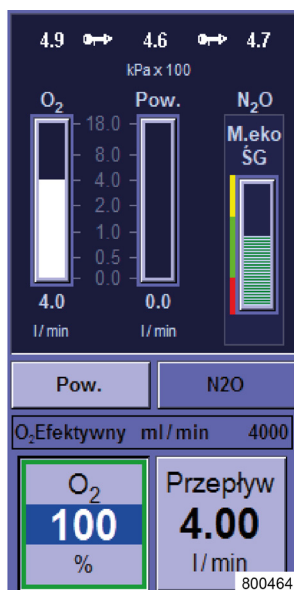 4.9 4.6 4.7
kPa x 100
O₂ Pow. N₂O
18.0
M.eko
ŚG
8.0
4.0
2.0
1.0
0.5
0.0
4.0 0.0
l/min l/min
Pow. N2O
O₂Efektywny ml/min 4000
O₂ Przepływ
100 4.00
% l/min
800464